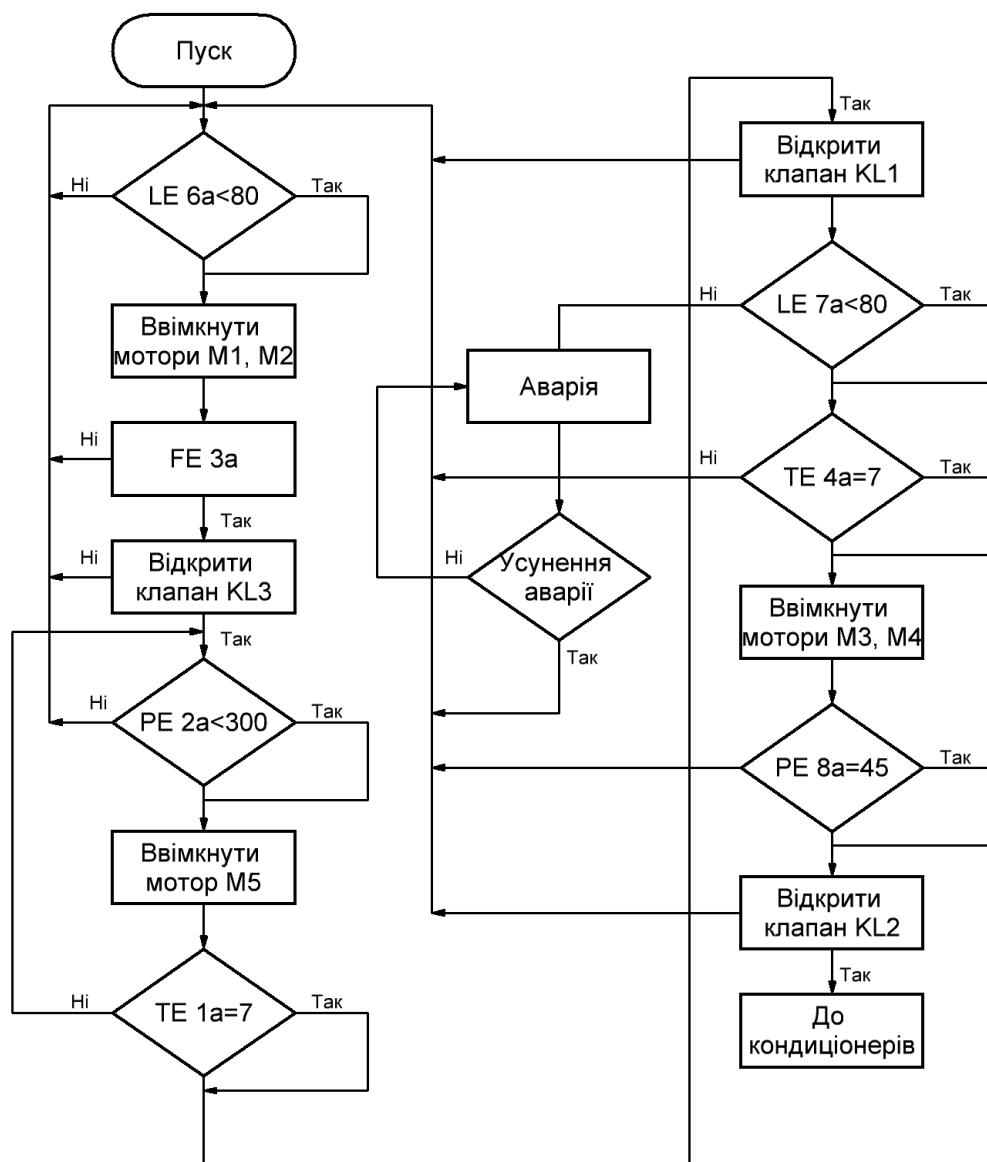 Пуск
LE 6a<80
Ні
Так
Ввімкнути
мотори M1, M2
FE 3a
Ні
Так
Відкрити
клапан KL3
Ні
Так
PE 2a<300
Ні
Так
Ввімкнути
мотор M5
TE 1a=7
Ні
Так
Аварія
Усунення
аварії
Ні
Так
Так
Відкрити
клапан KL1
LE 7a<80
Ні
Так
TE 4a=7
Ні
Так
Ввімкнути
мотори M3, M4
PE 8a=45
Так
Відкрити
клапан KL2
Так
До
кондиціонерів